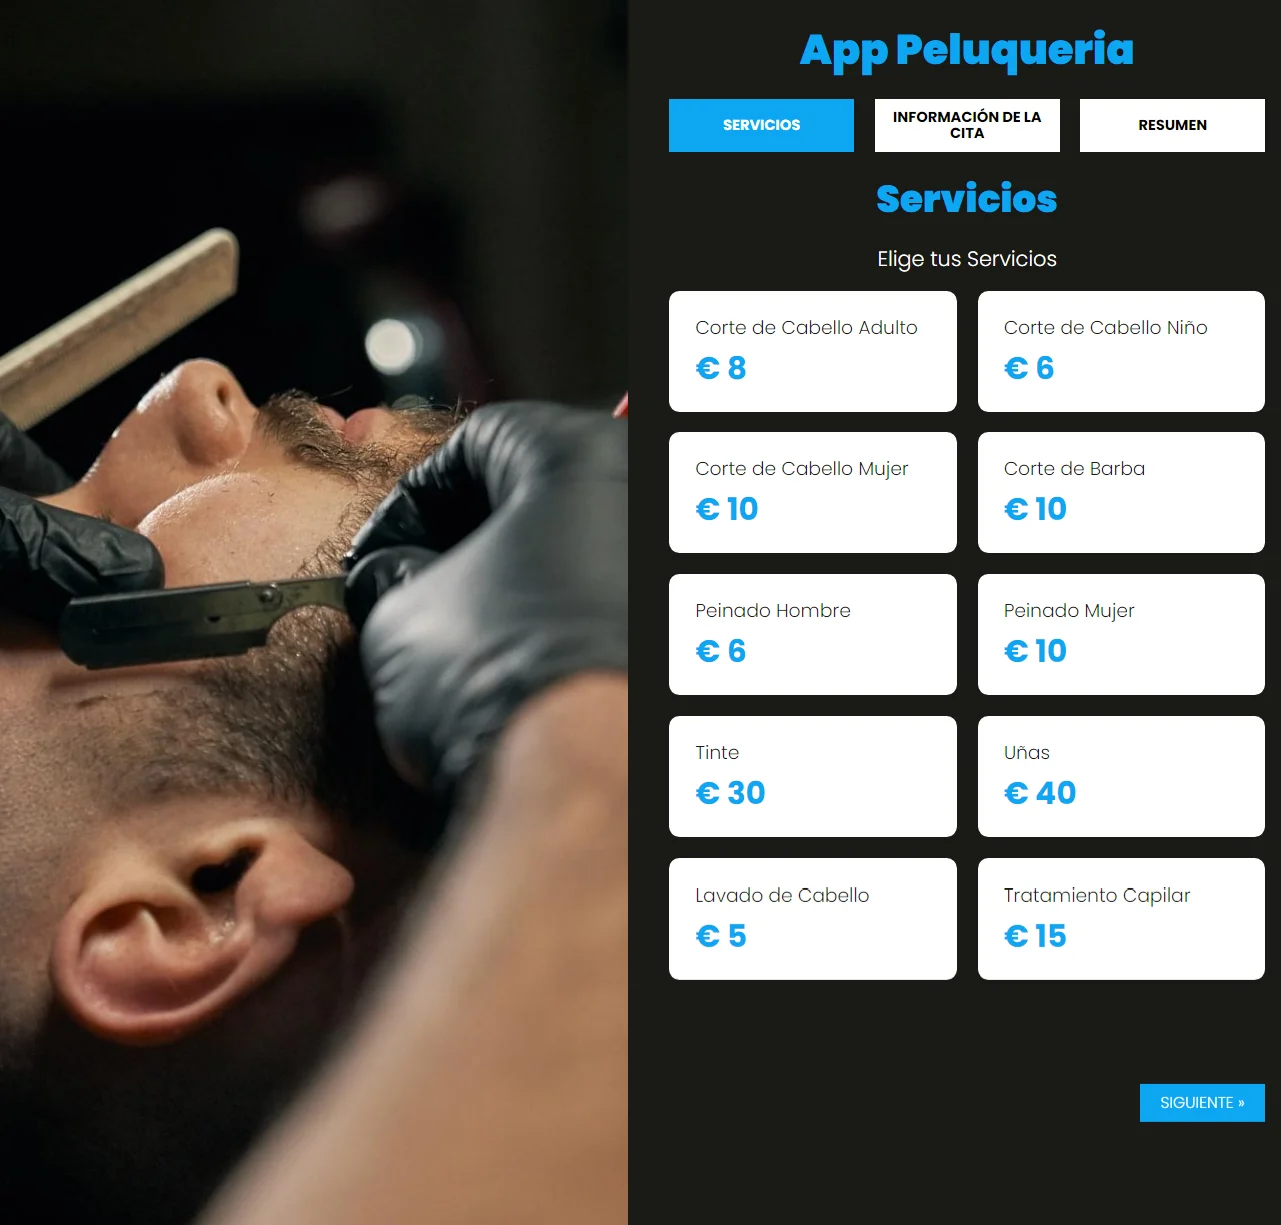 App Peluqueria
SERVICIOS
INFORMACIÓN DE LA
CITA
RESUMEN
Servicios
Elige tus Servicios
Corte de Cabello Adulto
€ 8
Corte de Cabello Niño
€ 6
Corte de Cabello Mujer
€ 10
Corte de Barba
€ 10
Peinado Hombre
€ 6
Peinado Mujer
€ 10
Tinte
€ 30
Uñas
€ 40
Lavado de Cabello
€ 5
Tratamiento Capilar
€ 15
SIGUIENTE »